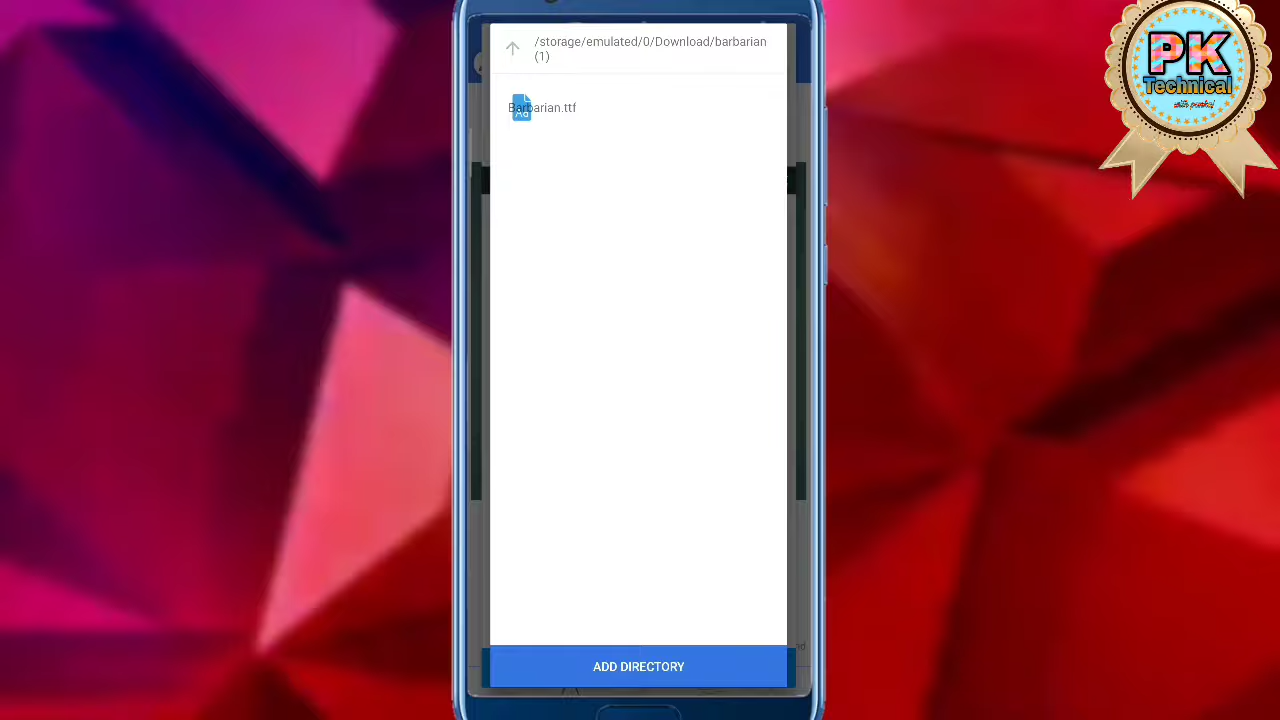 /storage/emulated/0/Download/barbarian
(1)
Barbarian.ttf
ADD DIRECTORY
PK
Technical